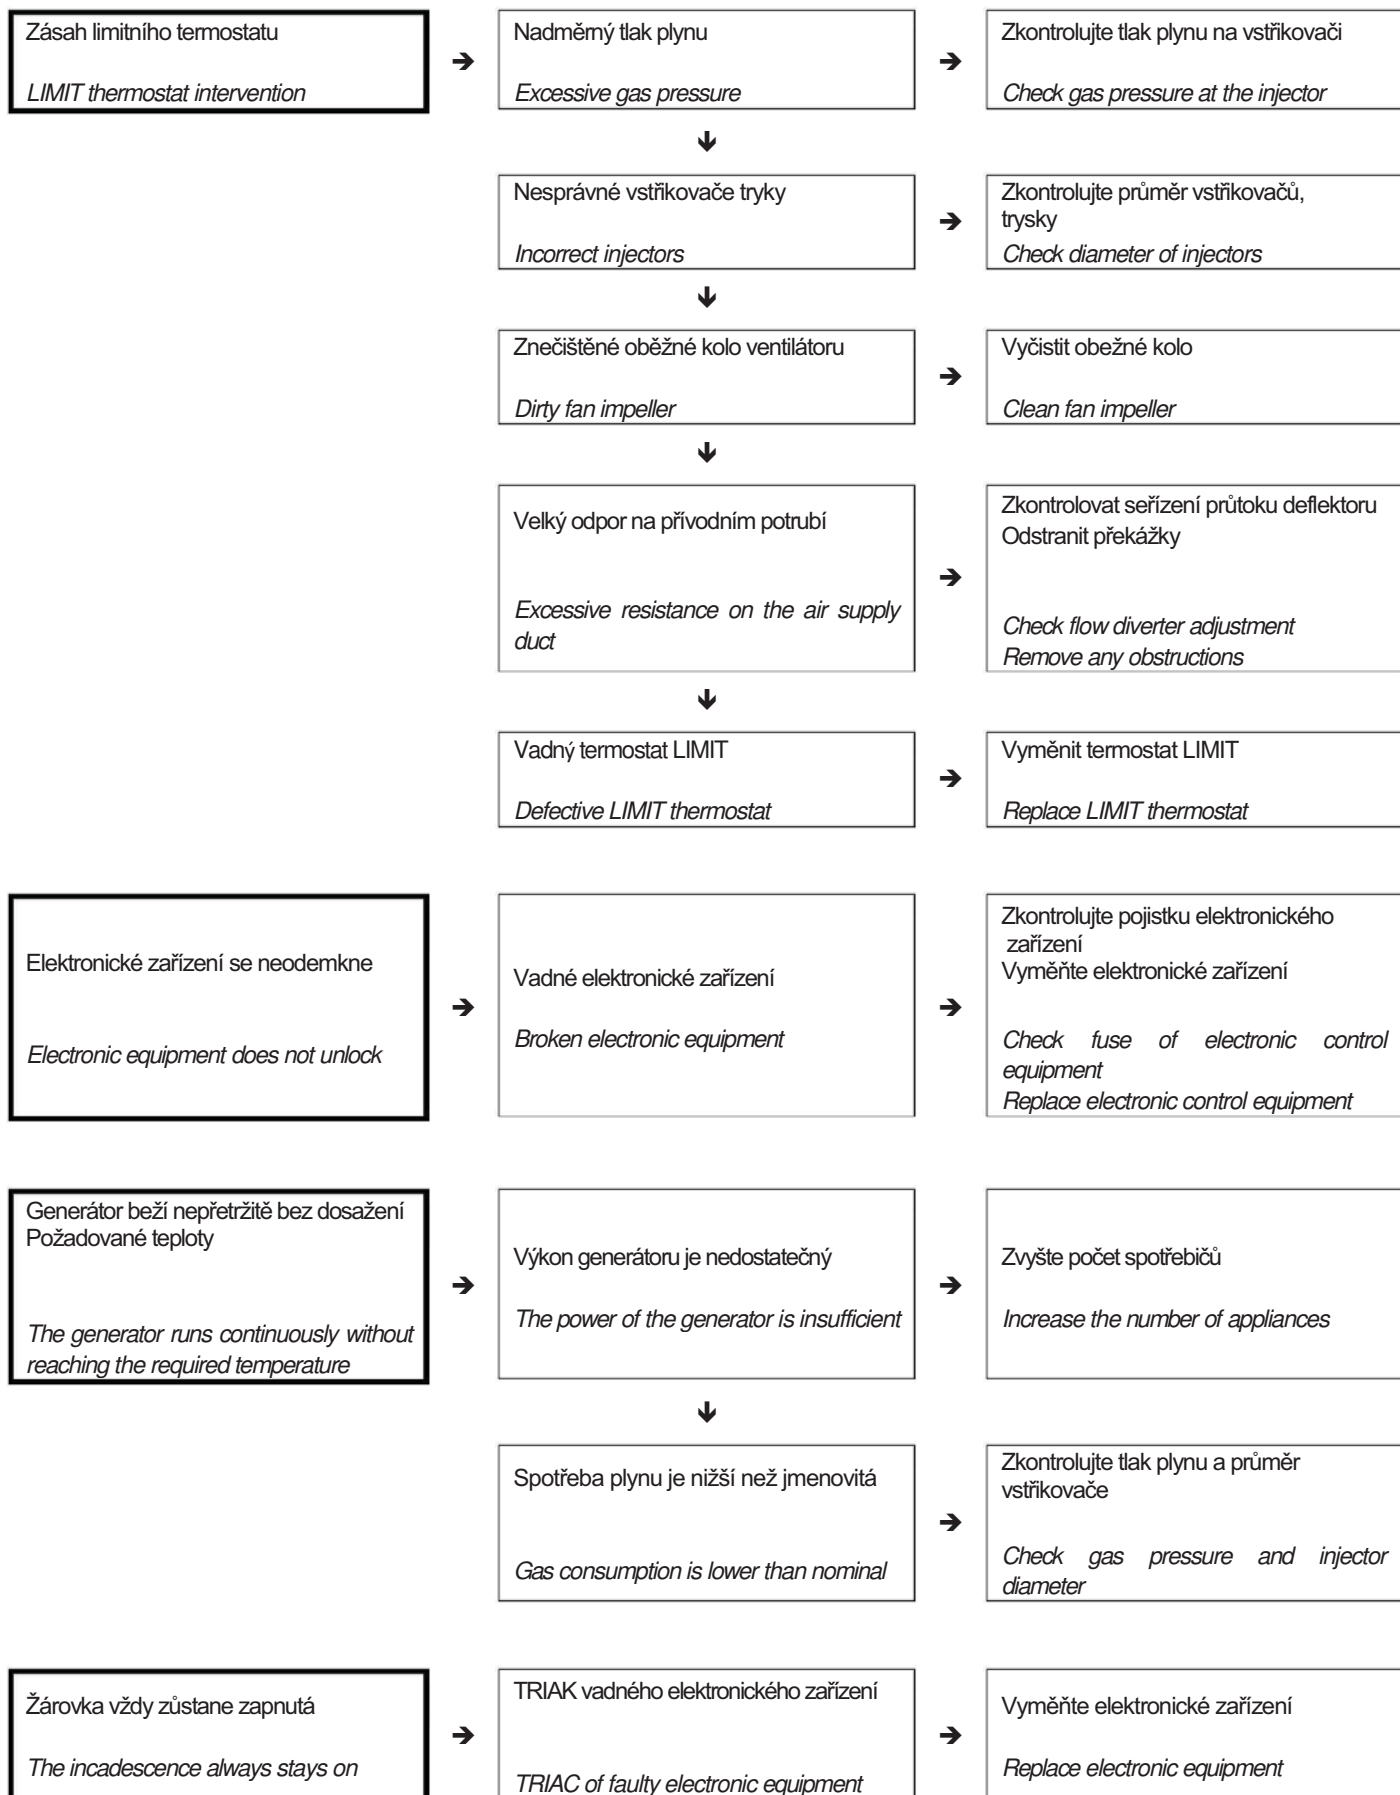 Zásah limitního termostatu
LIMIT thermostat intervention
➔
Nadměrný tlak plynu
Excessive gas pressure
➔
Zkontrolujte tlak plynu na vstřikovači
Check gas pressure at the injector
Nesprávné vstřikovače tryky
Incorrect injectors
➔
Zkontrolujte průměr vstřikovačů,
trysky
Check diameter of injectors
Znečištěné oběžné kolo ventilátoru
Dirty fan impeller
➔
Vyčistit obežné kolo
Clean fan impeller
Velký odpor na přívodním potrubí
Excessive resistance on the air supply
duct
➔
Zkontrolovat seřízení průtoku deflektoru
Odstranit překážky
Check flow diverter adjustment
Remove any obstructions
Vadný termostat LIMIT
Defective LIMIT thermostat
➔
Vyměnit termostat LIMIT
Replace LIMIT thermostat
Elektronické zařízení se neodemkne
Electronic equipment does not unlock
➔
Vadné elektronické zařízení
Broken electronic equipment
➔
Zkontrolujte pojistku elektronického
zařízení
Vyměňte elektronické zařízení
Check fuse of electronic control
equipment
Replace electronic control equipment
Generátor beží nepřetržitě bez dosažení
Požadované teploty
The generator runs continuously without
reaching the required temperature
➔
Výkon generátoru je nedostatečný
The power of the generator is insufficient
➔
Zvyšte počet spotřebičů
Increase the number of appliances
Spotřeba plynu je nižší než jmenovitá
Gas consumption is lower than nominal
➔
Zkontrolujte tlak plynu a průměr
vstřikovače
Check gas pressure and injector
diameter
Žárovka vždy zůstane zapnutá
The incadescence always stays on
➔
TRIAK vadného elektronického zařízení
TRIAC of faulty electronic equipment
➔
Vyměňte elektronické zařízení
Replace electronic equipment